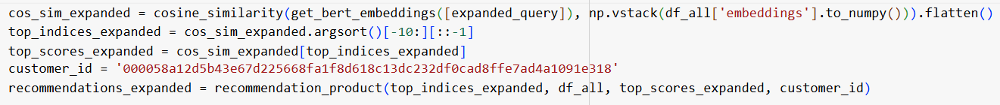 cos_sim_expanded = cosine_similarity(get_bert_embeddings([expanded_query]), np.vstack(df_all['embeddings'].to_numpy())).flatten()
top_indices_expanded = cos_sim_expanded.argsort()[-10:][::-1]
top_scores_expanded = cos_sim_expanded[top_indices_expanded]
customer_id = '000058a12d5b43e67d225668fa1f8d618c13dc232df0cad8ffe7ad4a1091e318'
recommendations_expanded = recommendation_product(top_indices_expanded, df_all, top_scores_expanded, customer_id)